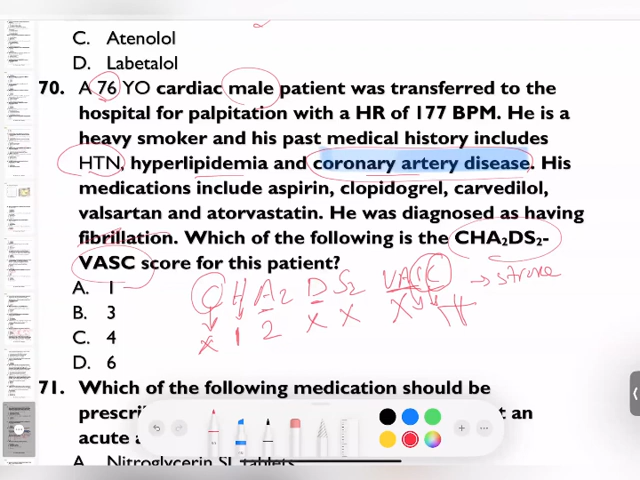 C. Atenolol
D. Labetalol
70. A 76 YO cardiac male patient was transferred to the
hospital for palpitation with a HR of 177 BPM. He is a
heavy smoker and his past medical history includes
HTN, hyperlipidemia and coronary artery disease. His
medications include aspirin, clopidogrel, carvedilol,
valsartan and atorvastatin. He was diagnosed as having
fibrillation. Which of the following is the CHA₂DS₂-
VASC score for this patient?
A. 1
B. 3
C. 4
D. 6
C H A2 D S2 VASC → stroke
x 1 2 x x x
71. Which of the following medication should be
prescri
t an
acute a
A. Nitroglycerin SL tablets